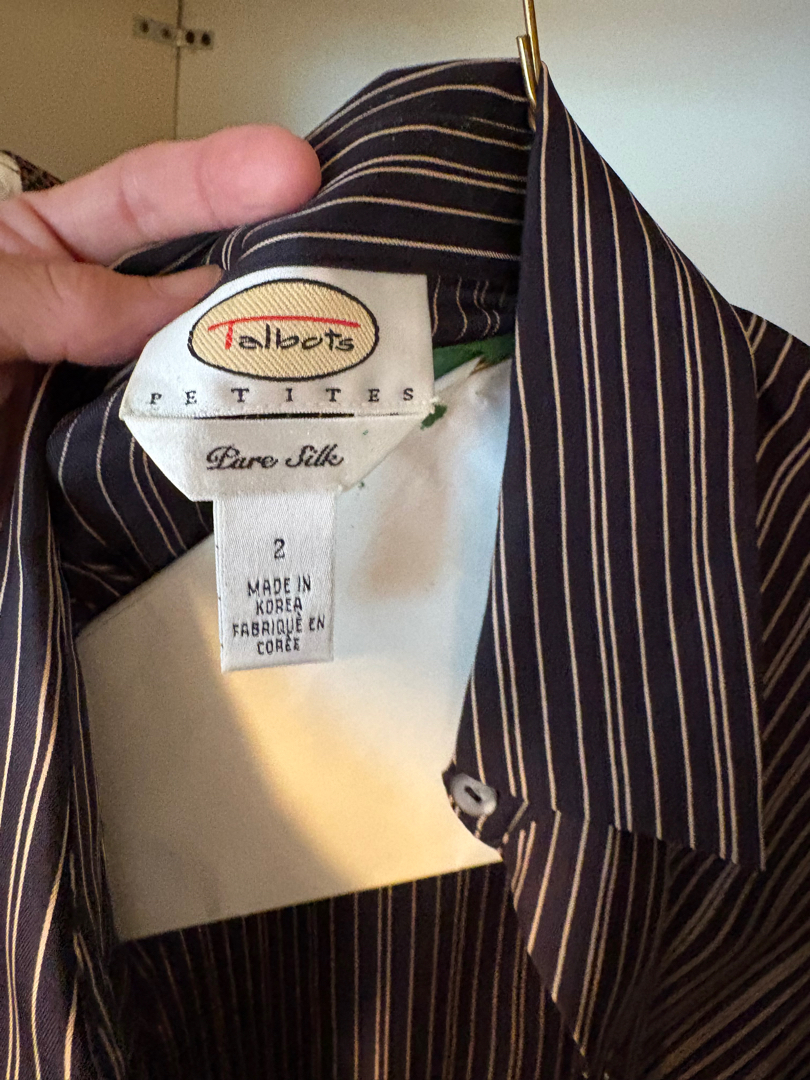 Talbots
PETITES
Pure Silk
2
MADE IN
KOREA
FABRIQUÉ EN
CORÉE